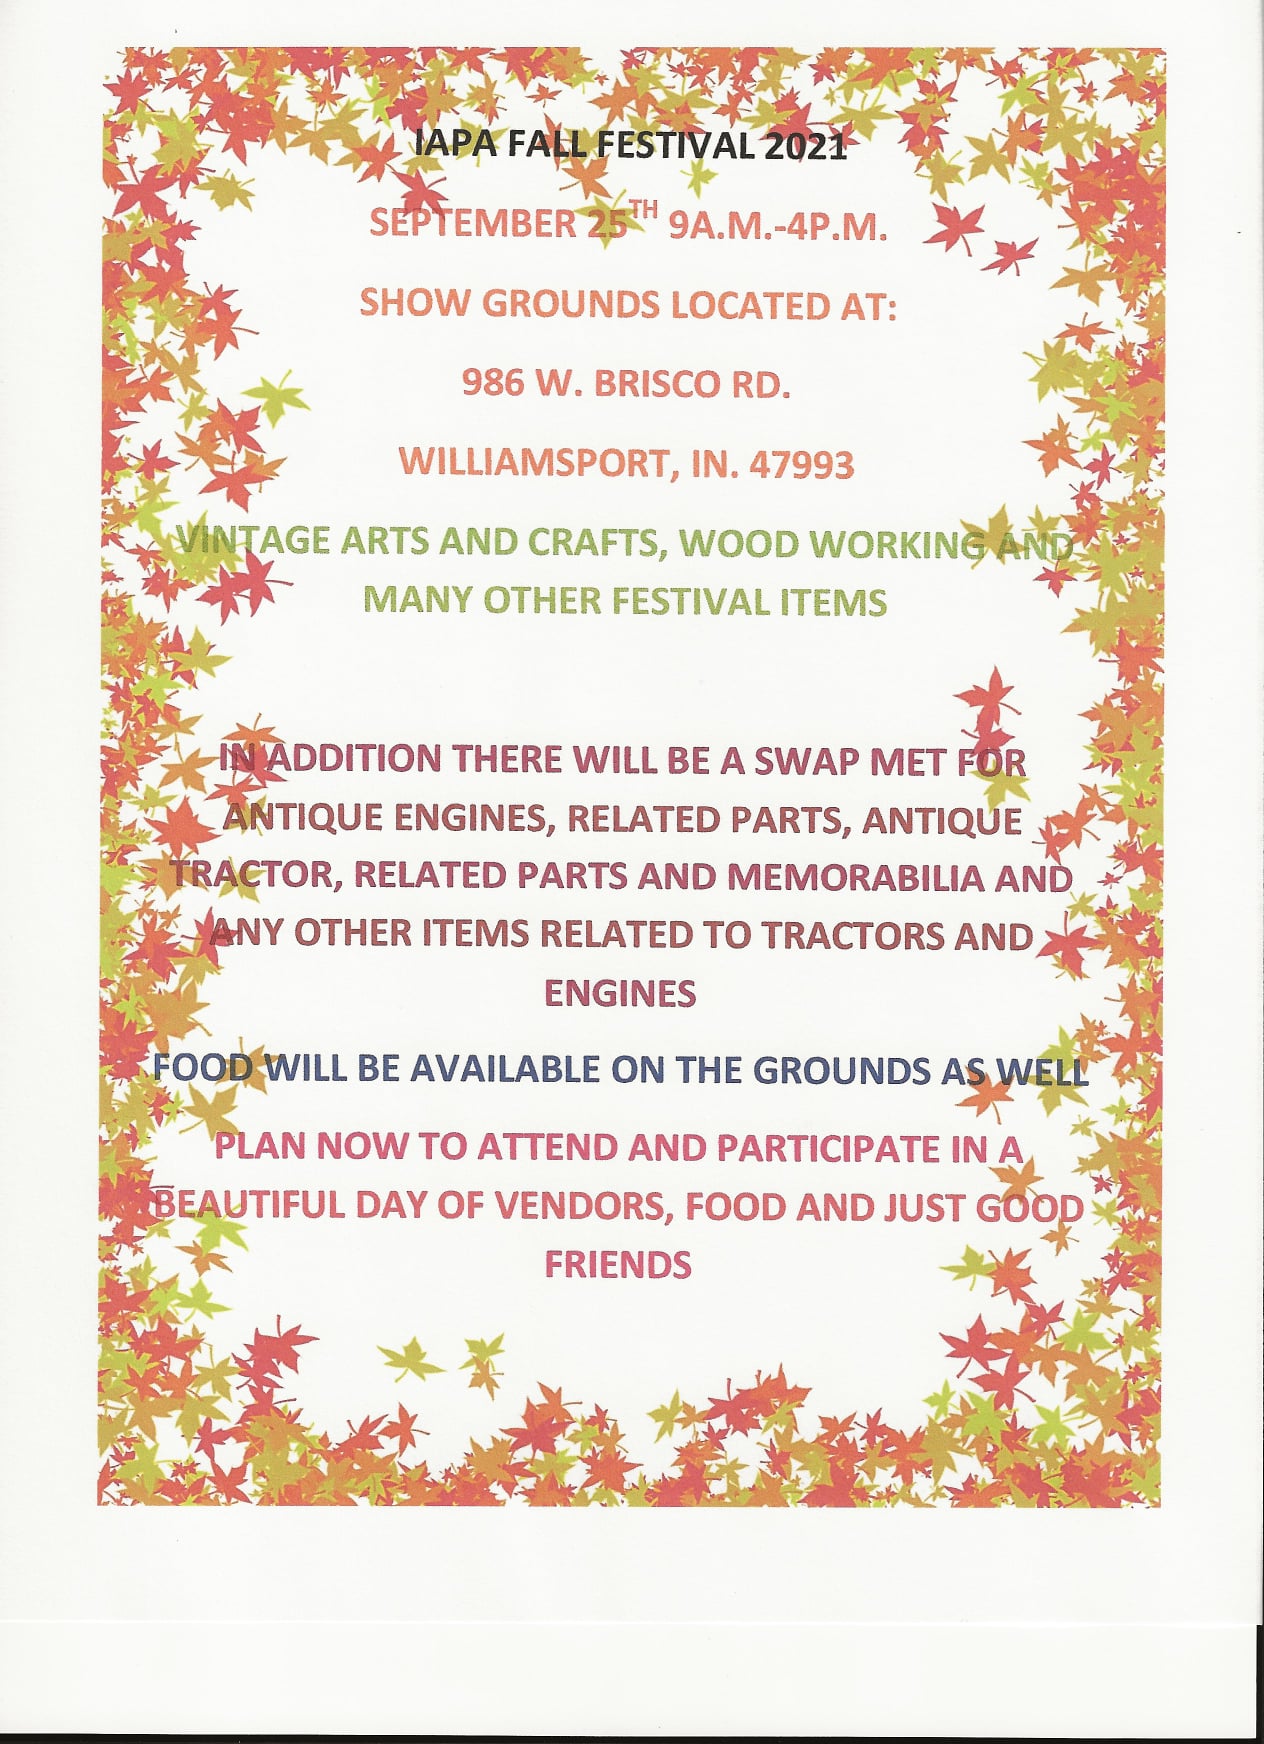 IAPA FALL FESTIVAL 2021
SEPTEMBER 25TH 9A.M.-4P.M.
SHOW GROUNDS LOCATED AT:
986 W. BRISCO RD.
WILLIAMSPORT, IN. 47993
VINTAGE ARTS AND CRAFTS, WOOD WORKING AND
MANY OTHER FESTIVAL ITEMS
IN ADDITION THERE WILL BE A SWAP MET FOR
ANTIQUE ENGINES, RELATED PARTS, ANTIQUE
TRACTOR, RELATED PARTS AND MEMORABILIA AND
ANY OTHER ITEMS RELATED TO TRACTORS AND
ENGINES
FOOD WILL BE AVAILABLE ON THE GROUNDS AS WELL
PLAN NOW TO ATTEND AND PARTICIPATE IN A
BEAUTIFUL DAY OF VENDORS, FOOD AND JUST GOOD
FRIENDS